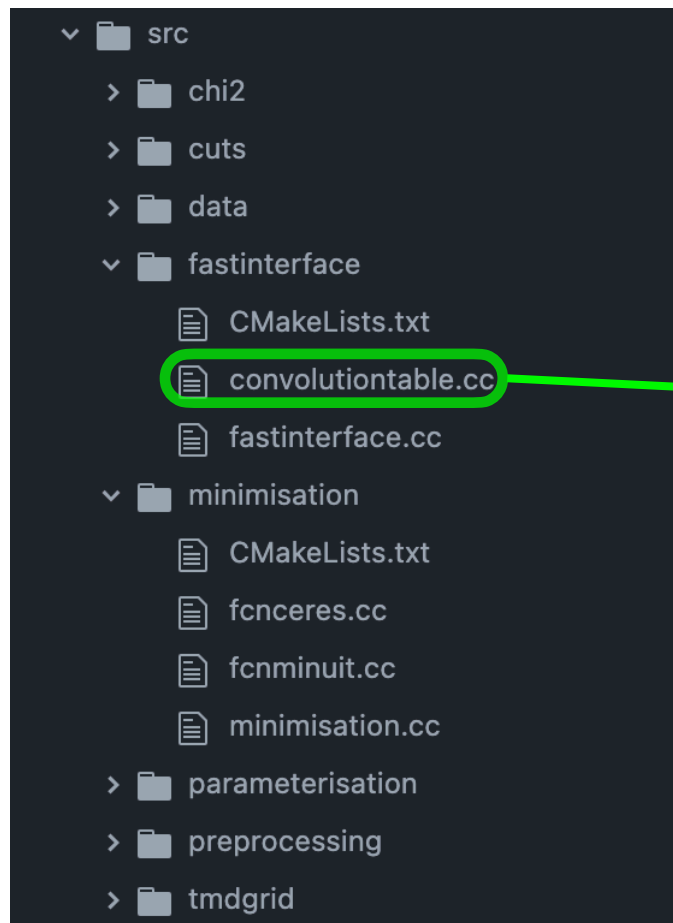 src
chi2
cuts
data
fastinterface
CMakeLists.txt
convolutiontable.cc
fastinterface.cc
minimisation
CMakeLists.txt
fcnceres.cc
fcnminuit.cc
minimisation.cc
parameterisation
preprocessing
tmdgrid